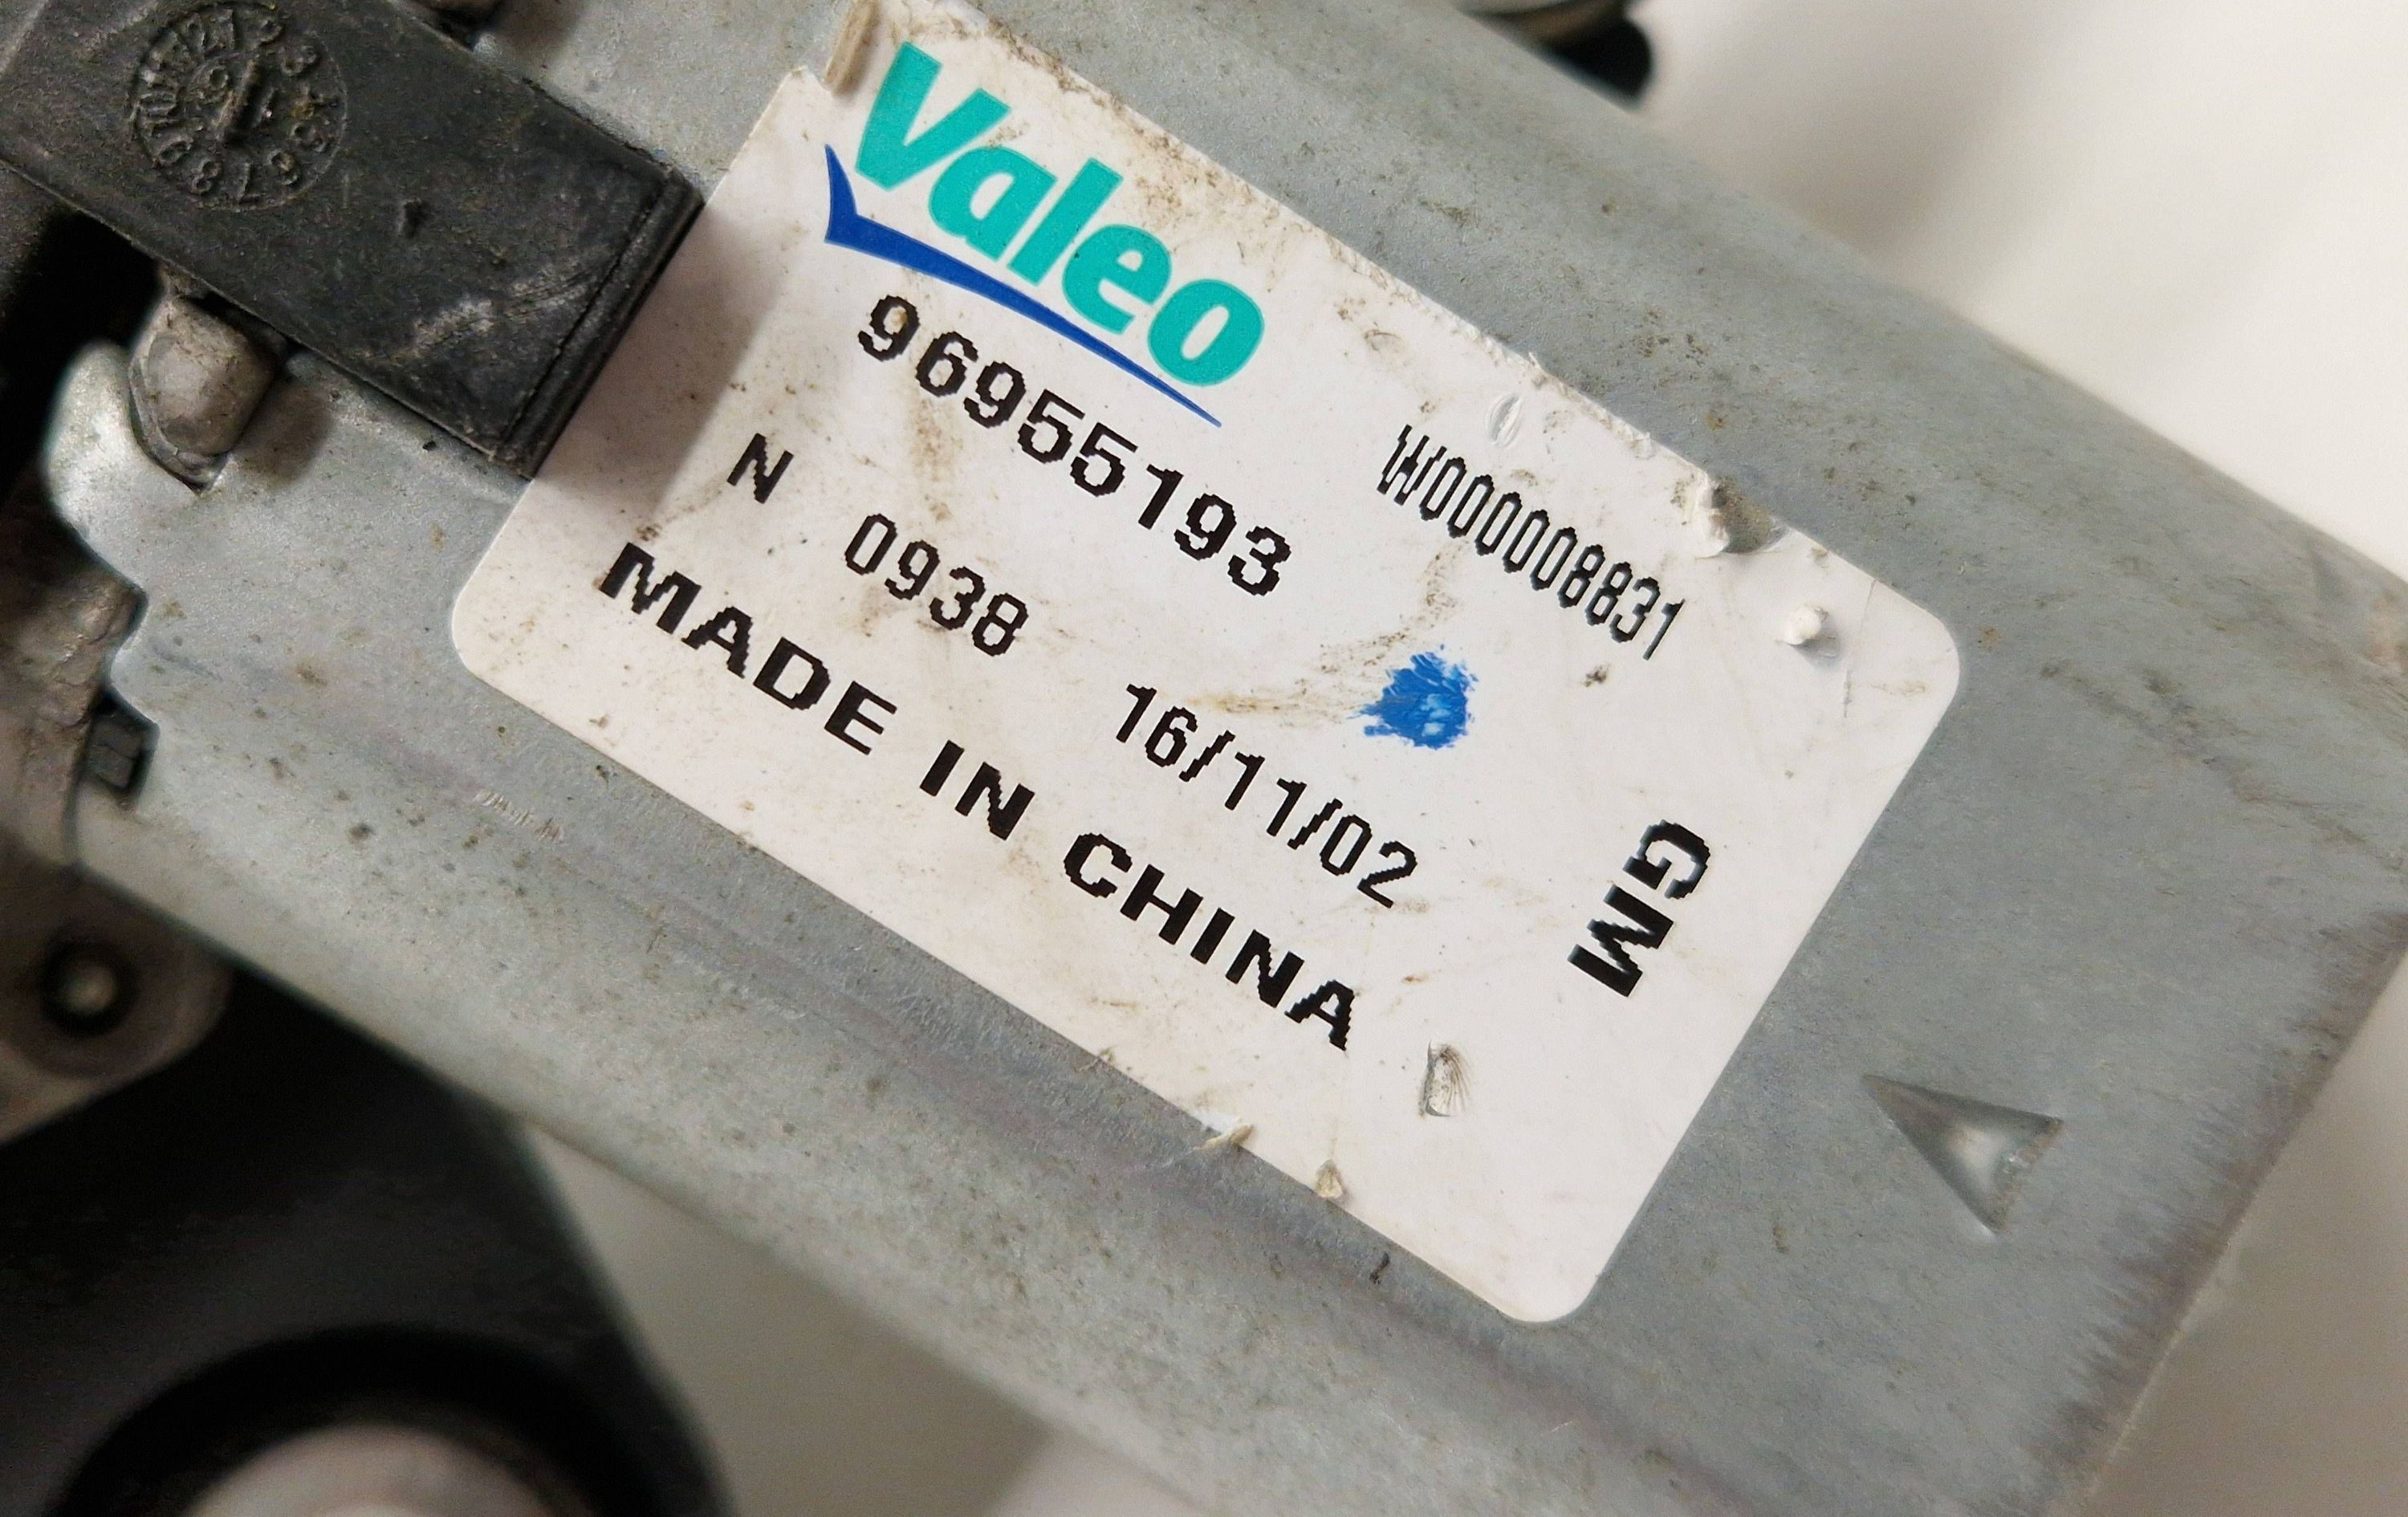 Valeo
96955193
W000008831
N 0938 16/11/02
MADE IN CHINA
GM